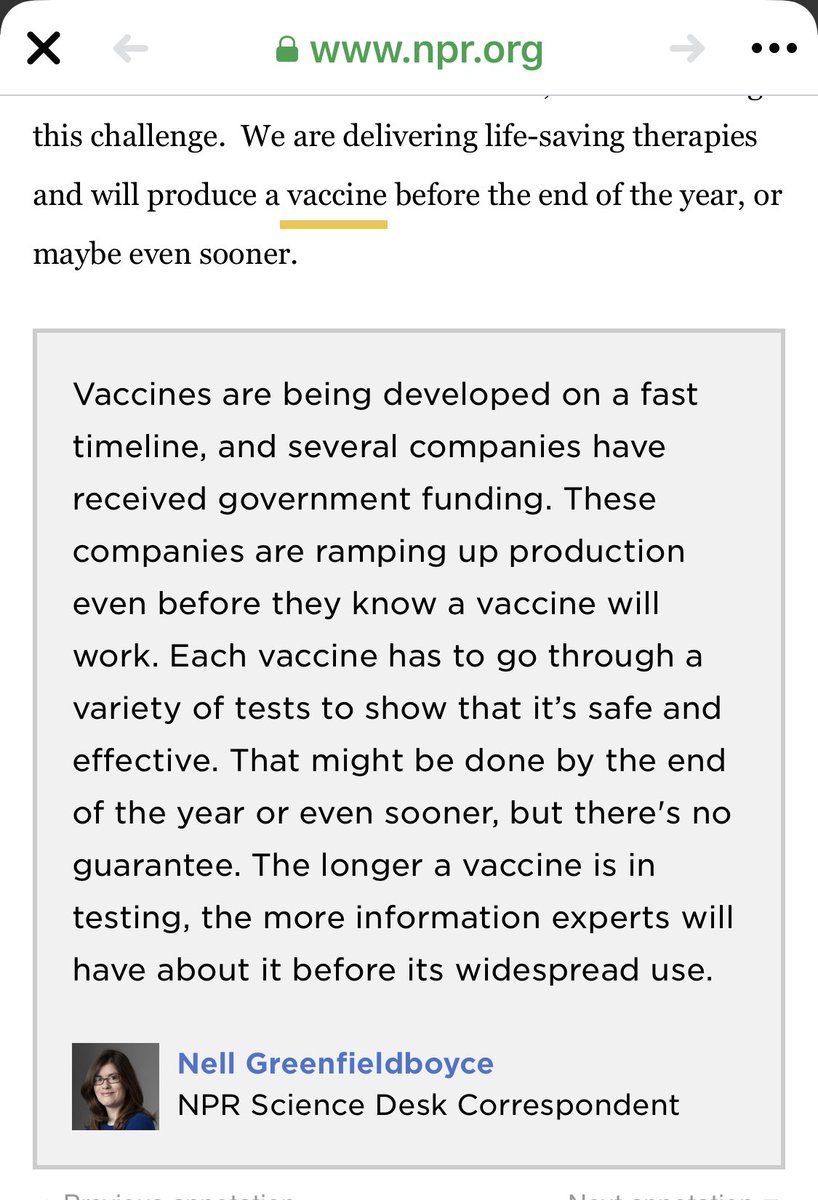 www.npr.org
this challenge.  We are delivering life-saving therapies
and will produce a vaccine before the end of the year, or
maybe even sooner.
Vaccines are being developed on a fast
timeline, and several companies have
received government funding. These
companies are ramping up production
even before they know a vaccine will
work. Each vaccine has to go through a
variety of tests to show that it’s safe and
effective. That might be done by the end
of the year or even sooner, but there's no
guarantee. The longer a vaccine is in
testing, the more information experts will
have about it before its widespread use.
Nell Greenfieldboyce
NPR Science Desk Correspondent
Previous annotation
Next annotation